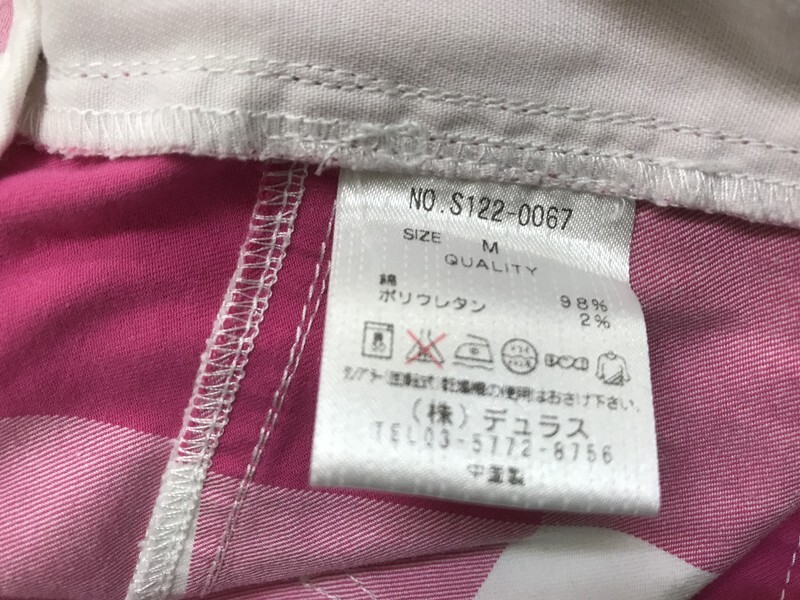 NO.S122-0067
SIZE M
QUALITY
綿 98%
ポリウレタン 2%
タンブラー(回転式)乾燥機の使用はおさけ下さい。
(株)デュラス
TEL03-5772-8756
中国製